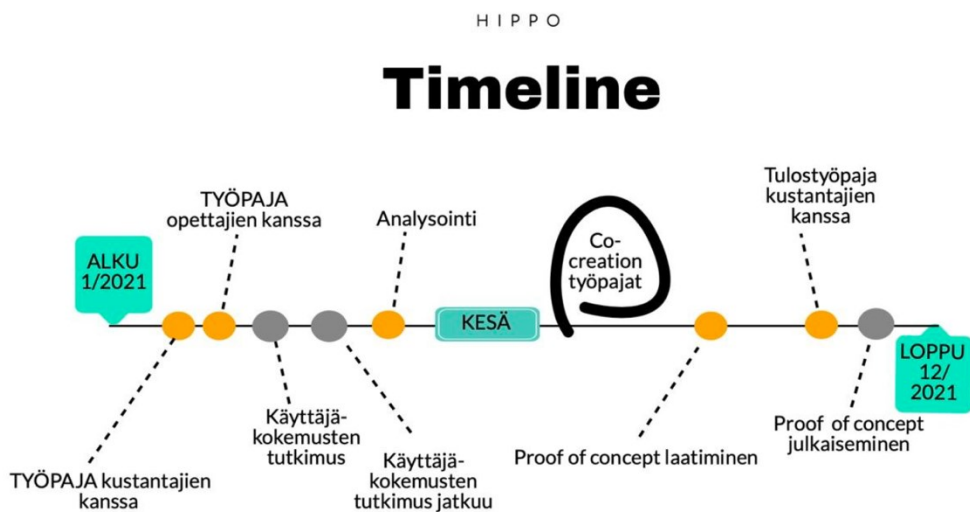 HIPPO
Timeline
ALKU
1/2021
TYÖPAJA kustantajien
kanssa
TYÖPAJA
opettajien kanssa
Käyttäjä-
kokemusten
tutkimus
Käyttäjä-
kokemusten
tutkimus jatkuu
Analysointi
KESÄ
Co-
creation
työpajat
Proof of concept laatiminen
Tulostyöpaja
kustantajien
kanssa
Proof of concept
julkaiseminen
LOPPU
12/
2021